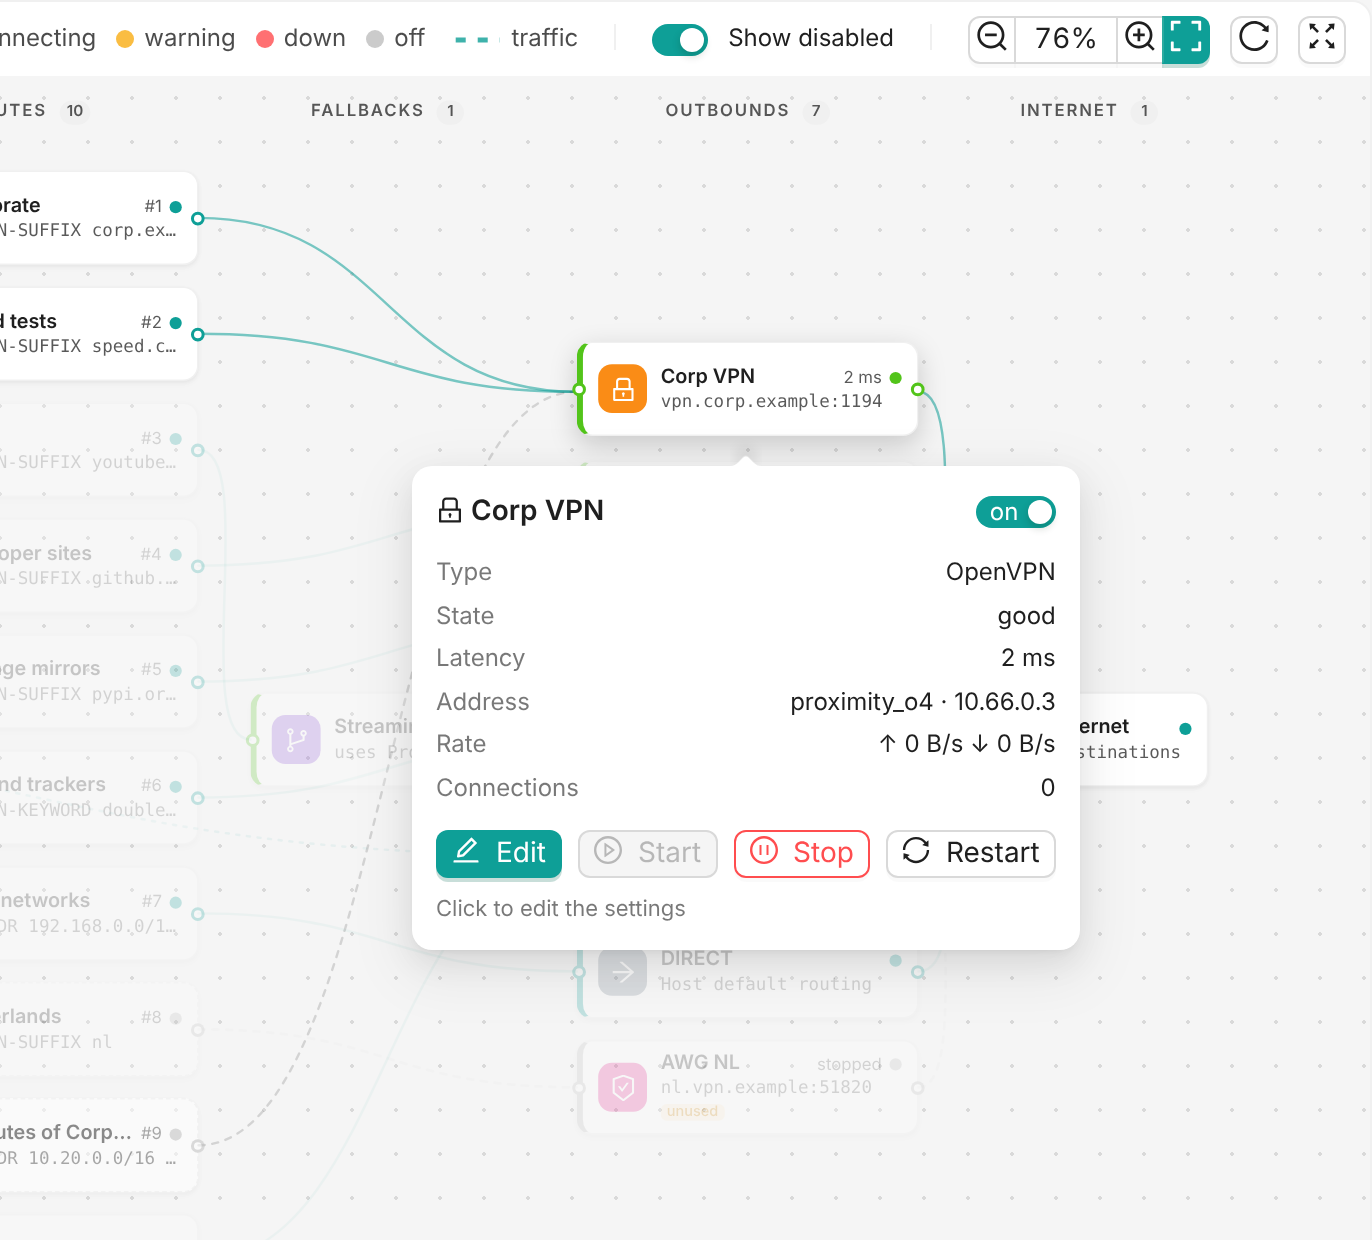 nnecting warning down off traffic Show disabled 76%
UTES 10 FALLBACKS 1 OUTBOUNDS 7 INTERNET 1
orate #1
N-SUFFIX corp.ex…
d tests #2
N-SUFFIX speed.c…
Corp VPN 2 ms
vpn.corp.example:1194
#3
N-SUFFIX youtube…
oper sites #4
N-SUFFIX github.…
ge mirrors #5
N-SUFFIX pypi.or…
Streamin
uses Pro
nd trackers #6
N-KEYWORD double…
networks #7
DR 192.168.0.0/1…
rlands #8
N-SUFFIX nl
utes of Corp… #9
DR 10.20.0.0/16 …
Corp VPN on
Type OpenVPN
State good
Latency 2 ms
Address proximity_o4 · 10.66.0.3
Rate ↑ 0 B/s ↓ 0 B/s
Connections 0
Edit Start Stop Restart
Click to edit the settings
DIRECT
Host default routing
AWG NL stopped
nl.vpn.example:51820
unused
ernet
stinations